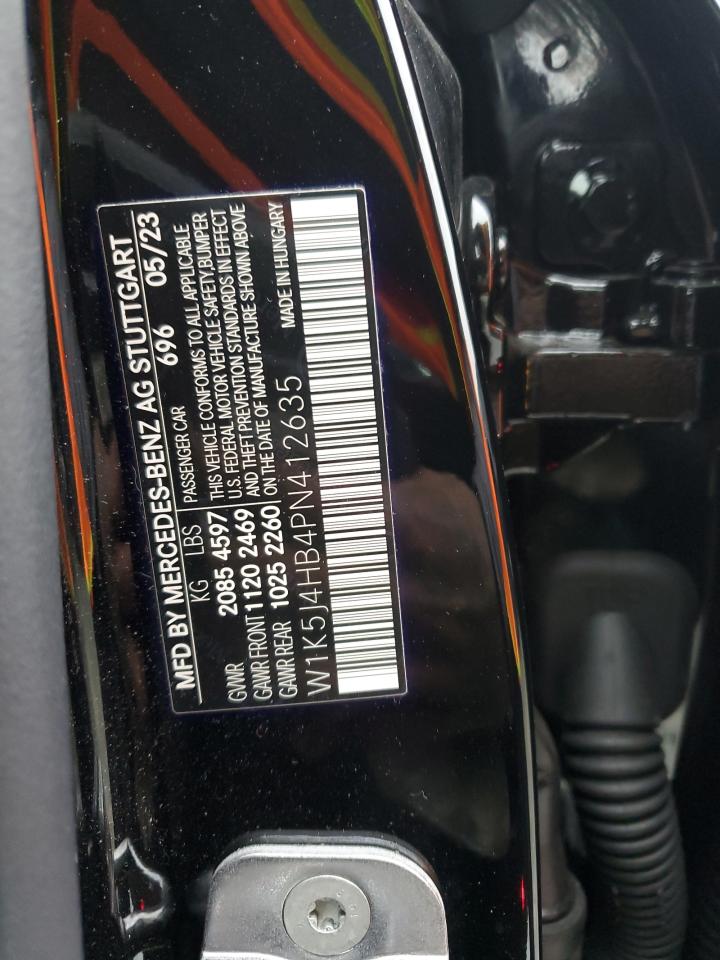 MFD BY MERCEDES-BENZ AG STUTTGART
KG LBS PASSENGER CAR 696 05/23
GVWR 2085 4597 THIS VEHICLE CONFORMS TO ALL APPLICABLE
GAWR FRONT 1120 2469 U.S. FEDERAL MOTOR VEHICLE SAFETY BUMPER
GAWR REAR 1025 2260 AND THEFT PREVENTION STANDARDS IN EFFECT
ON THE DATE OF MANUFACTURE SHOWN ABOVE
W1K5J4HB4PN412635 MADE IN HUNGARY